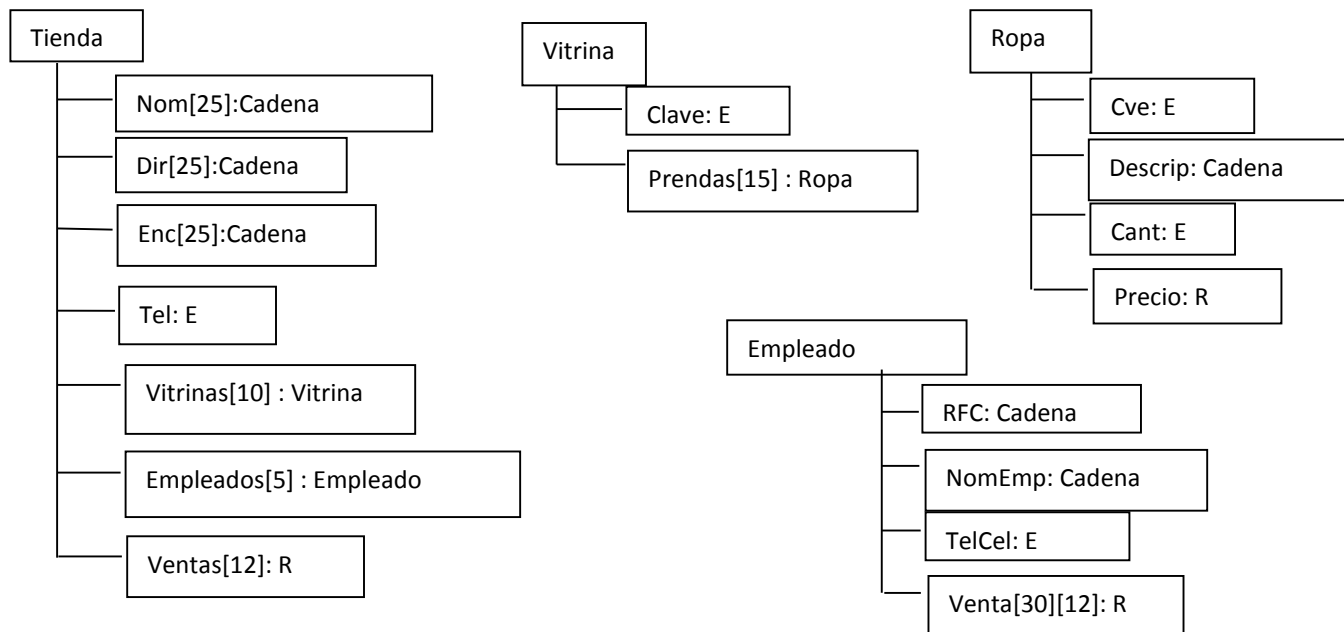 Tienda
Nom[25]:Cadena
Dir[25]:Cadena
Enc[25]:Cadena
Tel: E
Vitrinas[10] : Vitrina
Empleados[5] : Empleado
Ventas[12]: R
Vitrina
Clave: E
Prendas[15] : Ropa
Ropa
Cve: E
Descrip: Cadena
Cant: E
Precio: R
Empleado
RFC: Cadena
NomEmp: Cadena
TelCel: E
Venta[30][12]: R